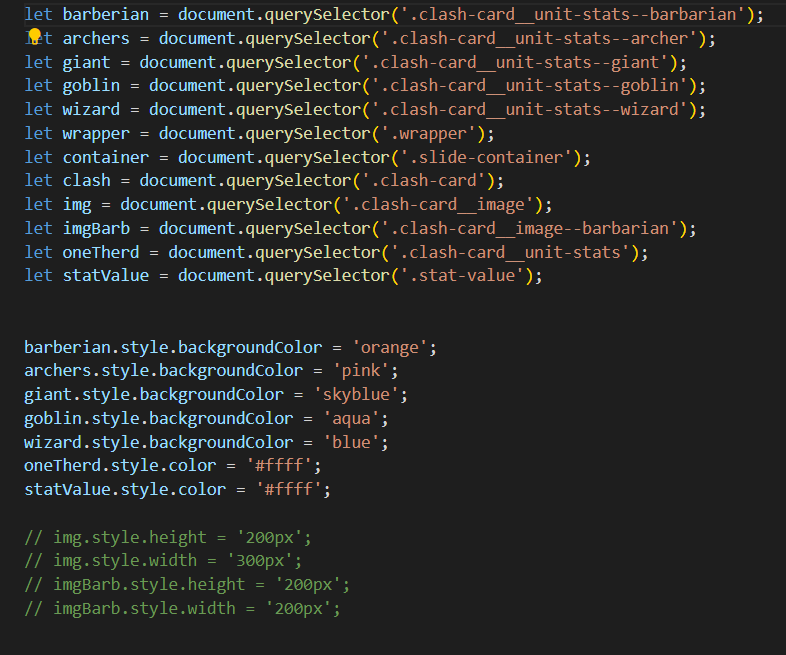 let barberian = document.querySelector('.clash-card__unit-stats--barbarian');
let archers = document.querySelector('.clash-card__unit-stats--archer');
let giant = document.querySelector('.clash-card__unit-stats--giant');
let goblin = document.querySelector('.clash-card__unit-stats--goblin');
let wizard = document.querySelector('.clash-card__unit-stats--wizard');
let wrapper = document.querySelector('.wrapper');
let container = document.querySelector('.slide-container');
let clash = document.querySelector('.clash-card');
let img = document.querySelector('.clash-card__image');
let imgBarb = document.querySelector('.clash-card__image--barbarian');
let oneTherd = document.querySelector('.clash-card__unit-stats');
let statValue = document.querySelector('.stat-value');
barberian.style.backgroundColor = 'orange';
archers.style.backgroundColor = 'pink';
giant.style.backgroundColor = 'skyblue';
goblin.style.backgroundColor = 'aqua';
wizard.style.backgroundColor = 'blue';
oneTherd.style.color = '#ffff';
statValue.style.color = '#ffff';
// img.style.height = '200px';
// img.style.width = '300px';
// imgBarb.style.height = '200px';
// imgBarb.style.width = '200px';